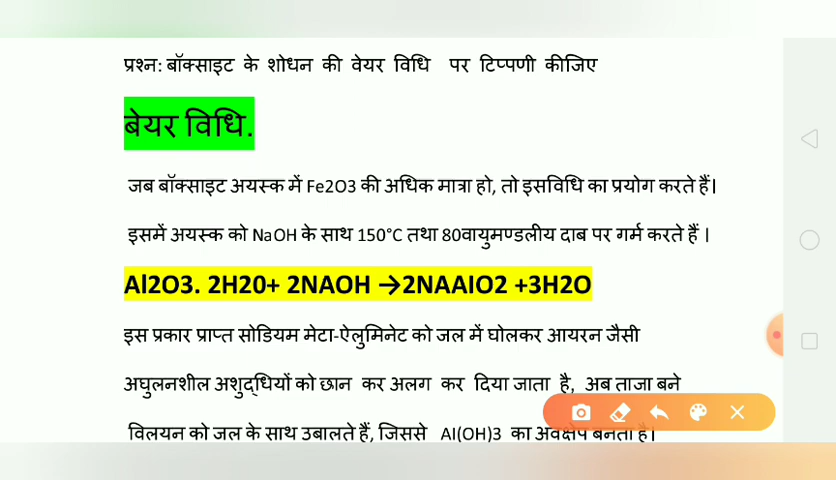 प्रश्न: बॉक्साइट के शोधन की वेयर विधि पर टिप्पणी कीजिए
बेयर विधि.
जब बॉक्साइट अयस्क में Fe2O3 की अधिक मात्रा हो, तो इसविधि का प्रयोग करते हैं।
इसमें अयस्क को NaOH के साथ 150°C तथा 80वायुमण्डलीय दाब पर गर्म करते हैं ।
Al2O3. 2H20+ 2NAOH →2NAAIO2 +3H2O
इस प्रकार प्राप्त सोडियम मेटा-ऐलुमिनेट को जल में घोलकर आयरन जैसी
अघुलनशील अशुद्धियों को छान कर अलग कर दिया जाता है, अब ताजा बने
विलयन को जल के साथ उबालते हैं, जिससे Al(OH)3 का अवक्षेप बनता है।